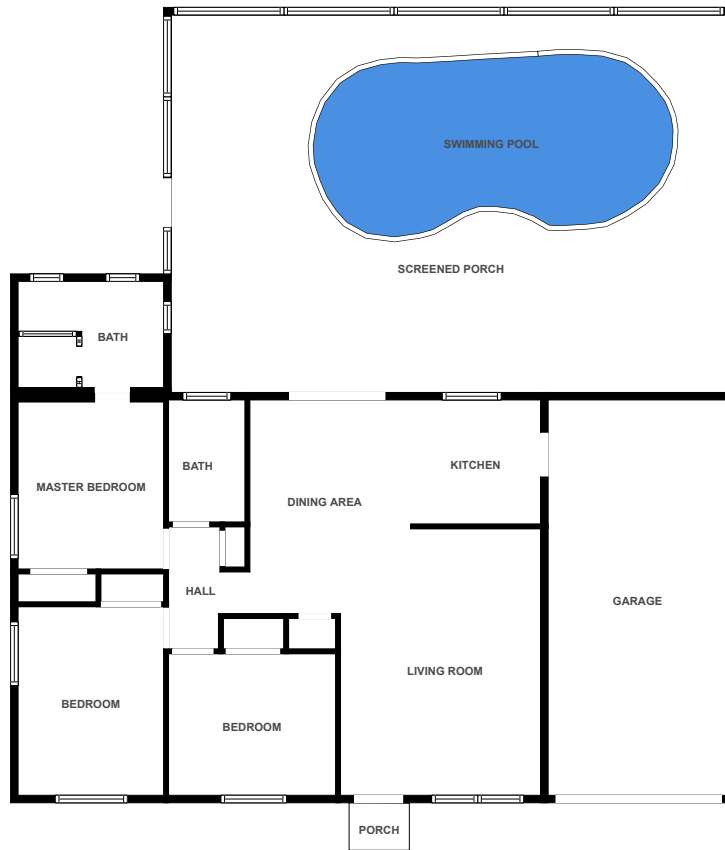 SWIMMING POOL
SCREENED PORCH
BATH
KITCHEN
BATH
MASTER BEDROOM
DINING AREA
HALL
GARAGE
LIVING ROOM
BEDROOM
BEDROOM
PORCH